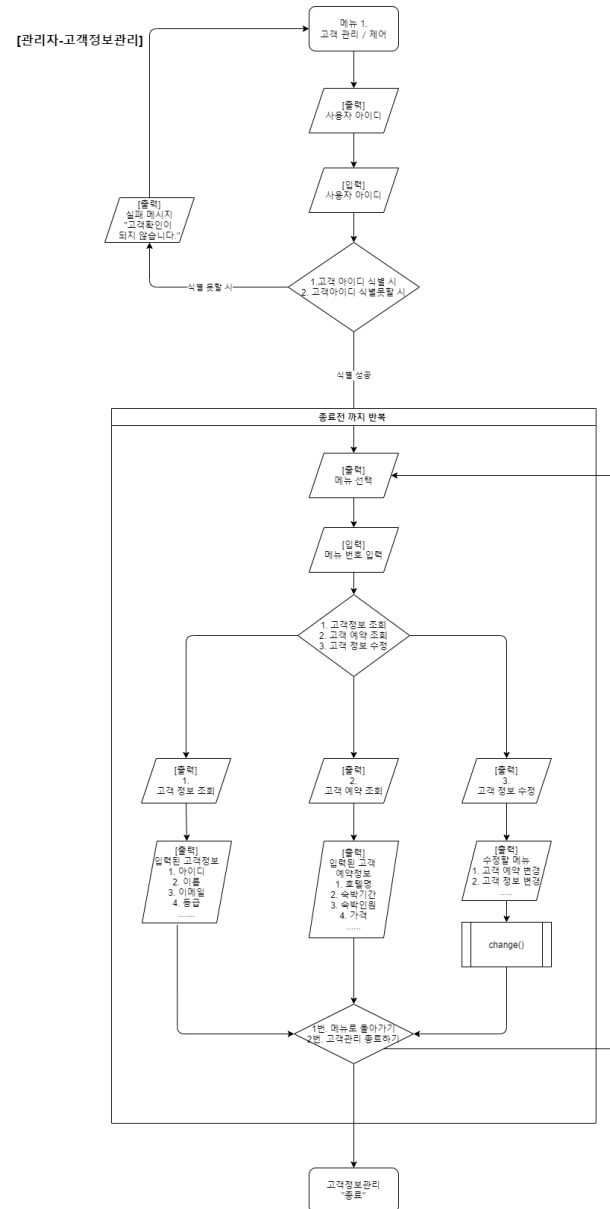 [관리자-고객정보관리]
메뉴 1.
고객 관리 / 제어
[출력]
사용자 아이디
[입력]
사용자 아이디
[출력]
실패 메시지
"고객확인이
되지 않습니다."
식별 못할 시
1.고객 아이디 식별 시
2. 고객아이디 식별못할 시
식별 성공
종료전 까지 반복
[출력]
메뉴 선택
[입력]
메뉴 번호 입력
1. 고객정보 조회
2. 고객 예약 조회
3. 고객 정보 수정
[출력]
1.
고객 정보 조회
[출력]
2.
고객 예약 조회
[출력]
3.
고객 정보 수정
[출력]
입력된 고객정보
1. 아이디
2. 이름
3. 이메일
4. 등급
.......
[출력]
입력된 고객
예약정보
1. 호텔명
2. 숙박기간
3. 숙박인원
4. 가격
......
[출력]
수정할 메뉴
1. 고객 예약 변경
2. 고객 정보 변경
.....
change()
1번. 메뉴로 돌아가기
2번. 고객관리 종료하기
고객정보관리
"종료"